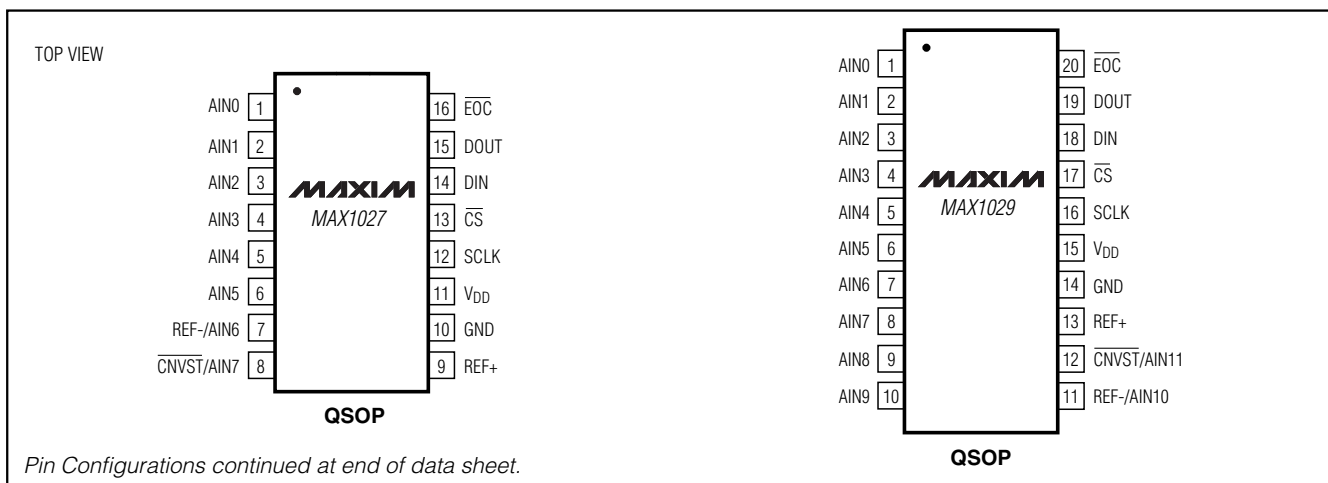 TOP VIEW
AIN0 1
AIN1 2
AIN2 3
AIN3 4
AIN4 5
AIN5 6
REF-/AIN6 7
CNVST/AIN7 8
16 EOC
15 DOUT
14 DIN
13 CS
12 SCLK
11 VDD
10 GND
9 REF+
MAXIM
MAX1027
QSOP
AIN0 1
AIN1 2
AIN2 3
AIN3 4
AIN4 5
AIN5 6
AIN6 7
AIN7 8
AIN8 9
AIN9 10
20 EOC
19 DOUT
18 DIN
17 CS
16 SCLK
15 VDD
14 GND
13 REF+
12 CNVST/AIN11
11 REF-/AIN10
MAXIM
MAX1029
QSOP
Pin Configurations continued at end of data sheet.